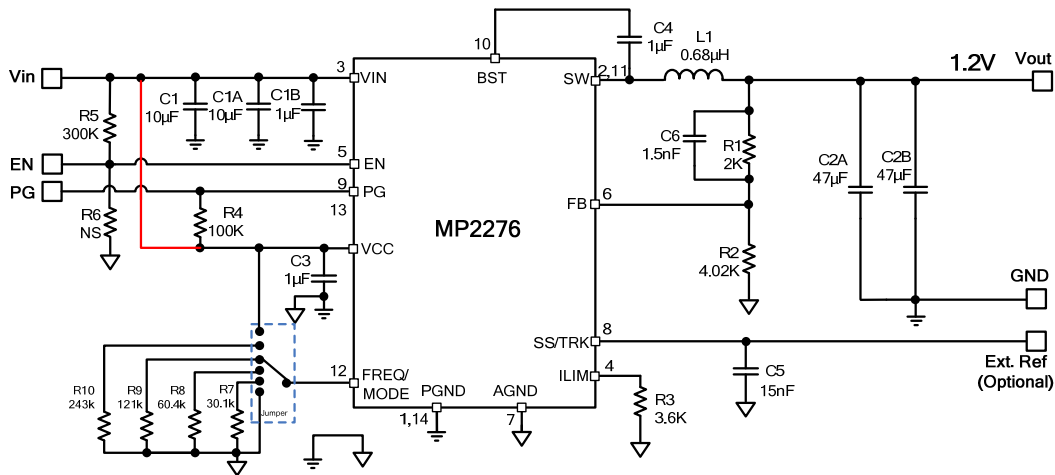 C4
1µF
L1
0.68µH
10
BST
3
VIN
SW
2,11
1.2V
Vout
Vin
C1
10µF
C1A
10µF
C1B
1µF
R5
300K
C6
1.5nF
R1
2K
C2A
47µF
C2B
47µF
EN
5
EN
PG
9
PG
13
6
FB
R6
NS
R4
100K
MP2276
VCC
R2
4.02K
C3
1µF
GND
8
SS/TRK
Ext. Ref
(Optional)
4
ILIM
C5
15nF
12
FREQ/
MODE
PGND
AGND
R3
3.6K
R10
243k
R9
121k
R8
60.4k
R7
30.1k
Jumper
1,14
7